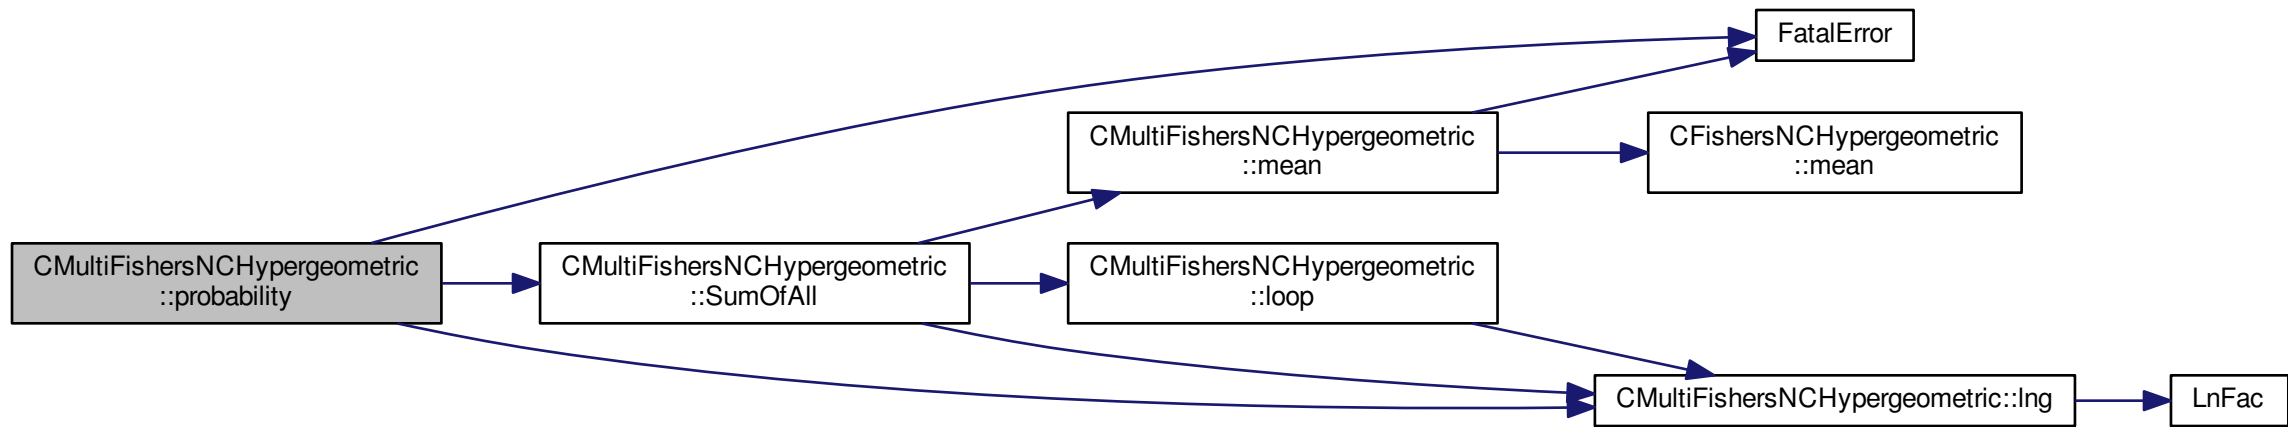 FatalError
CMultiFishersNCHypergeometric
::mean
CFishersNCHypergeometric
::mean
CMultiFishersNCHypergeometric
::probability
CMultiFishersNCHypergeometric
::SumOfAll
CMultiFishersNCHypergeometric
::loop
CMultiFishersNCHypergeometric::lng
LnFac